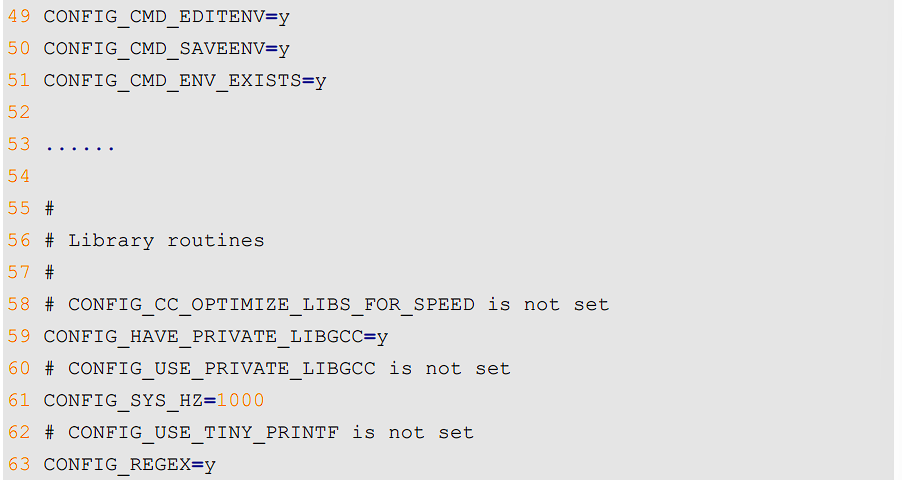 49 CONFIG_CMD_EDITENV=y
50 CONFIG_CMD_SAVEENV=y
51 CONFIG_CMD_ENV_EXISTS=y
52
53 ......
54
55 #
56 # Library routines
57 #
58 # CONFIG_CC_OPTIMIZE_LIBS_FOR_SPEED is not set
59 CONFIG_HAVE_PRIVATE_LIBGCC=y
60 # CONFIG_USE_PRIVATE_LIBGCC is not set
61 CONFIG_SYS_HZ=1000
62 # CONFIG_USE_TINY_PRINTF is not set
63 CONFIG_REGEX=y